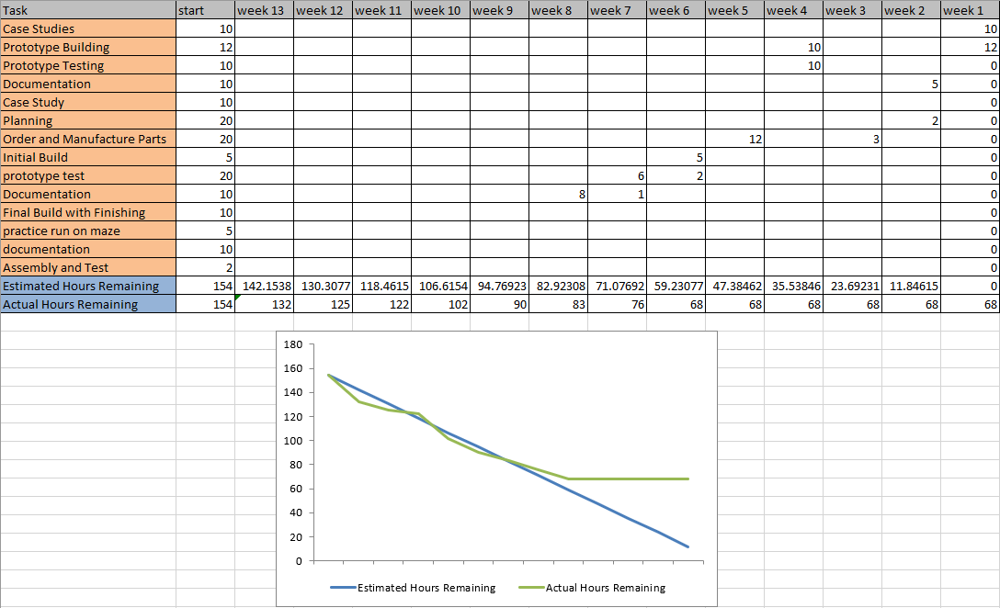 Task start week 13 week 12 week 11 week 10 week 9 week 8 week 7 week 6 week 5 week 4 week 3 week 2 week 1
Case Studies 10 10
Prototype Building 12 10 12
Prototype Testing 10 10 0
Documentation 10 5 0
Case Study 10 0
Planning 20 2 0
Order and Manufacture Parts 20 12 3 0
Initial Build 5 5 0
prototype test 20 6 2 0
Documentation 10 8 1 0
Final Build with Finishing 10 0
practice run on maze 5 0
documentation 10 0
Assembly and Test 2 0
Estimated Hours Remaining 154 142.1538 130.3077 118.4615 106.6154 94.76923 82.92308 71.07692 59.23077 47.38462 35.53846 23.69231 11.84615 0
Actual Hours Remaining 154 132 125 122 102 90 83 76 68 68 68 68 68 68
180
160
140
120
100
80
60
40
20
0
Estimated Hours Remaining Actual Hours Remaining